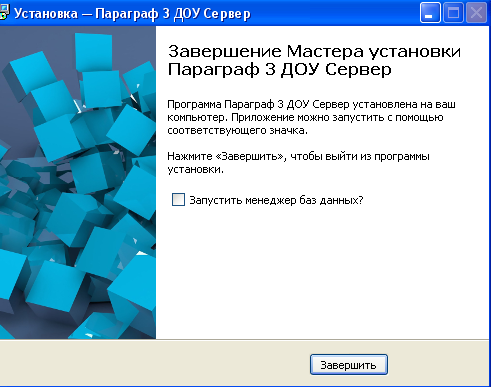 Установка — Параграф 3 ДОУ Сервер
Завершение Мастера установки
Параграф 3 ДОУ Сервер
Программа Параграф 3 ДОУ Сервер установлена на ваш
компьютер. Приложение можно запустить с помощью
соответствующего значка.
Нажмите «Завершить», чтобы выйти из программы
установки.
Запустить менеджер баз данных?
Завершить